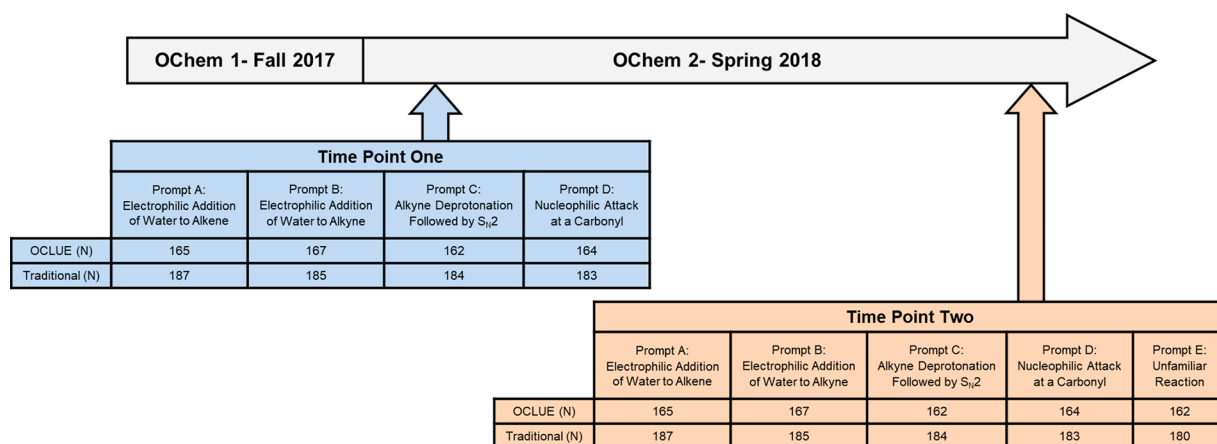 OChem 1- Fall 2017 OChem 2- Spring 2018
Time Point One
Prompt A: Prompt B: Prompt C: Prompt D:
Electrophilic Addition Electrophilic Addition Alkyne Deprotonation Nucleophilic Attack
of Water to Alkene of Water to Alkyne Followed by SN2 at a Carbonyl
OCLUE (N) 165 167 162 164
Traditional (N) 187 185 184 183
Time Point Two
Prompt A: Prompt B: Prompt C: Prompt D: Prompt E:
Electrophilic Addition Electrophilic Addition Alkyne Deprotonation Nucleophilic Attack Unfamiliar
of Water to Alkene of Water to Alkyne Followed by SN2 at a Carbonyl Reaction
OCLUE (N) 165 167 162 164 162
Traditional (N) 187 185 184 183 180